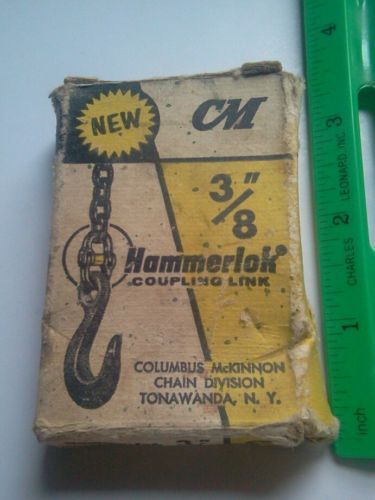 NEW
CM
3/8"
Hammerlok®
COUPLING LINK
COLUMBUS McKINNON
CHAIN DIVISION
TONAWANDA, N. Y.
inch 1 2 3 4
CHARLES LEONARD INC.